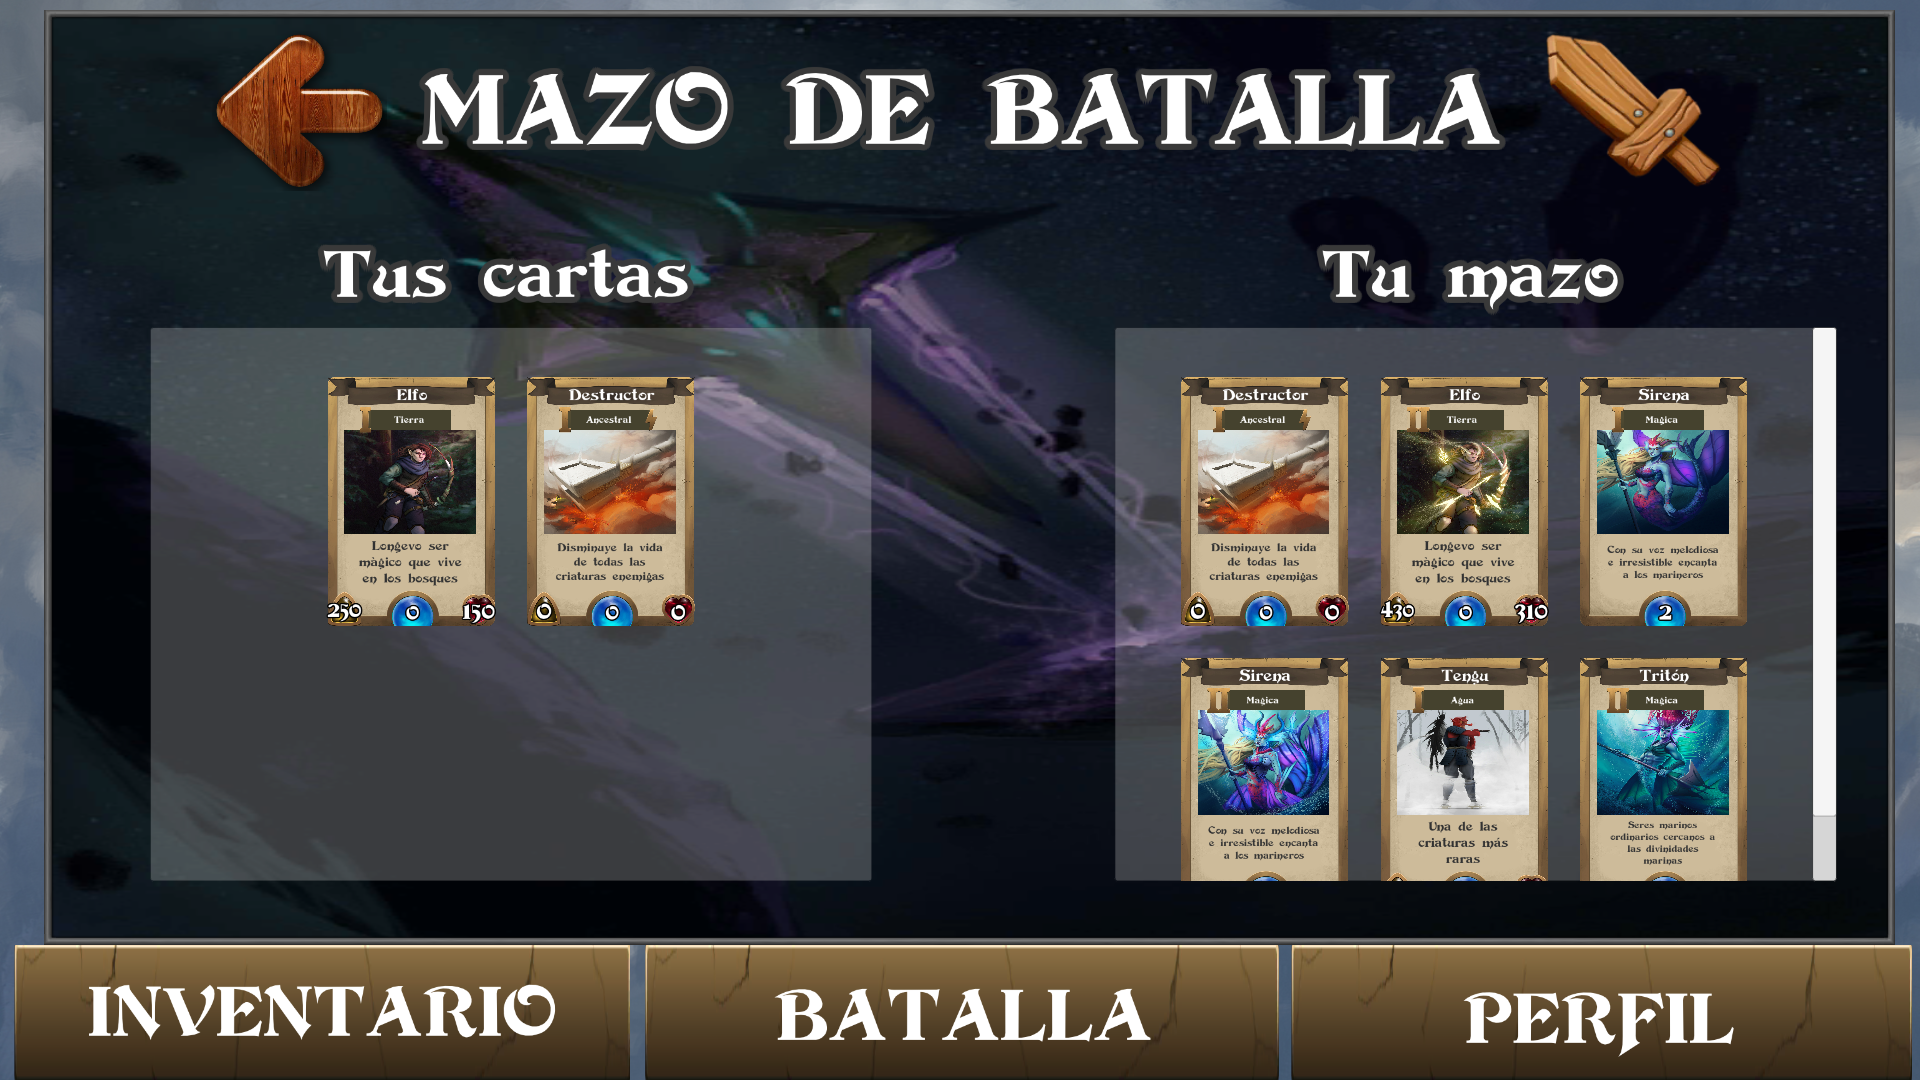 MAZO DE BATALLA
Tus cartas
Tu mazo
Elfo
I Tierra
Longevo ser
màgico que vive
en los bosques
250 0 150
Destructor
I Ancestral
Disminuye la vida
de todas las
criaturas enemigas
0 0 0
Destructor
I Ancestral
Disminuye la vida
de todas las
criaturas enemigas
0 0 0
Elfo
II Tierra
Longevo ser
màgico que vive
en los bosques
430 0 310
Sirena
I Magica
Con su voz melodiosa
e irresistible encanta
a los marineros
2
Sirena
II Magica
Con su voz melodiosa
e irresistible encanta
a los marineros
Tengu
I Agua
Una de las
criaturas más
raras
Tritón
II Magica
Seres marinos
ordinarios cercanos a
las divinidades
marinas
INVENTARIO
BATALLA
PERFIL